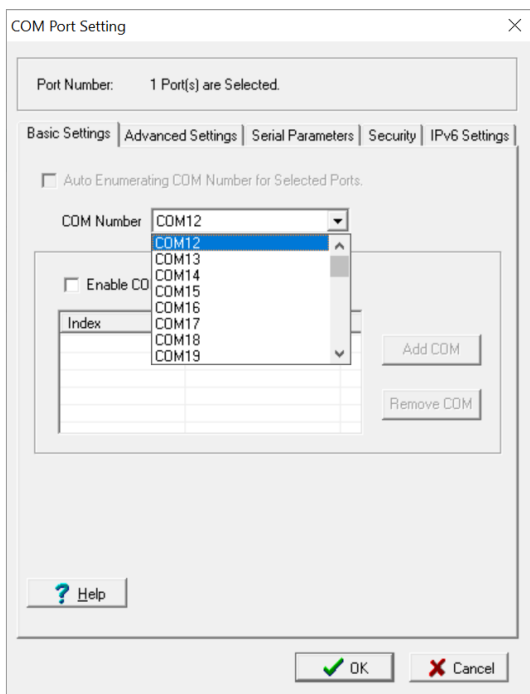 COM Port Setting
Port Number: 1 Port(s) are Selected.
Basic Settings Advanced Settings Serial Parameters Security IPv6 Settings
Auto Enumerating COM Number for Selected Ports.
COM Number COM12
COM12
COM13
COM14
COM15
COM16
COM17
COM18
COM19
Enable CO
Index
Add COM
Remove COM
? Help
OK Cancel